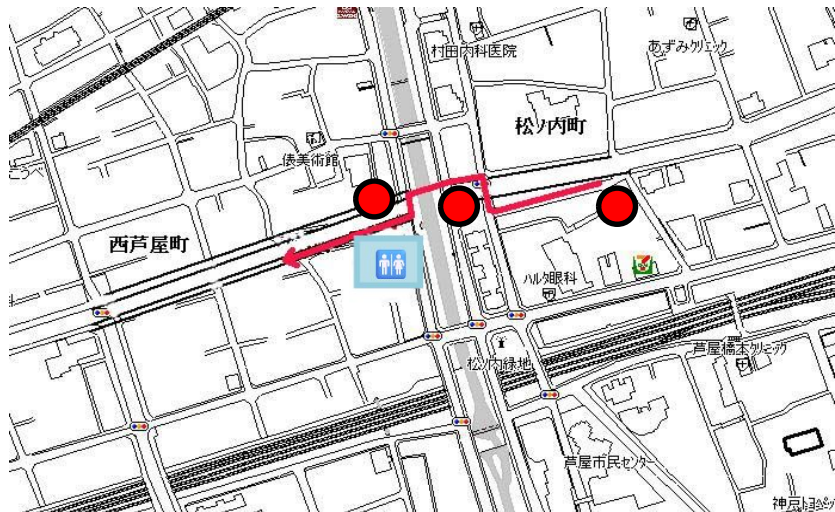 村田内科医院
あずみクリニック
松ノ内町
俵美術館
西芦屋町
7
ハルタ眼科
松ノ内緑地
芦屋橋本クリニック
芦屋市民センター